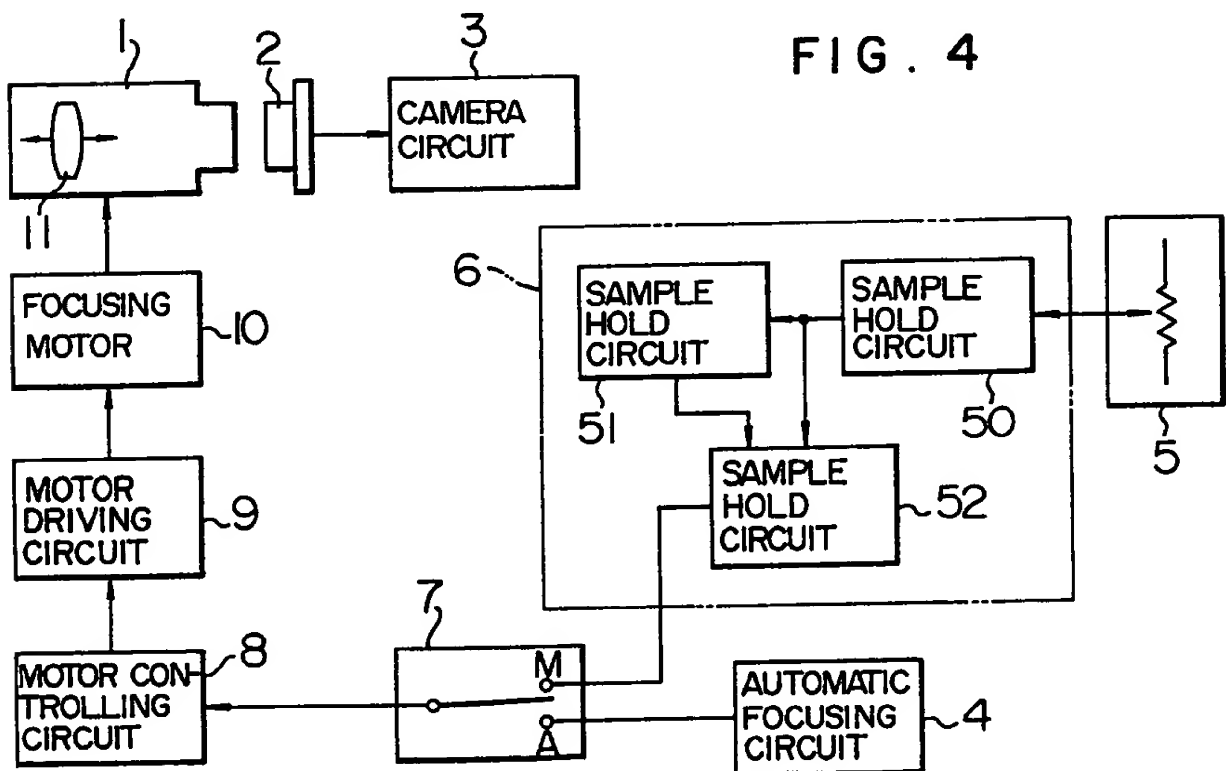 FIG. 4
1
2
3
CAMERA
CIRCUIT
11
FOCUSING
MOTOR
10
6
SAMPLE
HOLD
CIRCUIT
51
SAMPLE
HOLD
CIRCUIT
50
5
SAMPLE
HOLD
CIRCUIT
52
MOTOR
DRIVING
CIRCUIT
9
7
M
A
MOTOR CON-
TROLLING
CIRCUIT
8
AUTOMATIC
FOCUSING
CIRCUIT
4